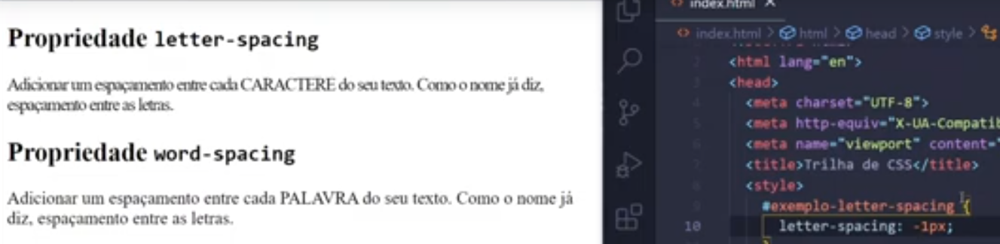 Propriedade letter-spacing
Adicionar um espaçamento entre cada CARACTERE do seu texto. Como o nome já diz,
espaçamento entre as letras.
Propriedade word-spacing
Adicionar um espaçamento entre cada PALAVRA do seu texto. Como o nome já
diz, espaçamento entre as letras.
index.html X
index.html > html > head > style >
2 <html lang="en">
3 <head>
4 <meta charset="UTF-8">
5 <meta http-equiv="X-UA-Compatib
6 <meta name="viewport" content="
7 <title>Trilha de CSS</title>
8 <style>
9 #exemplo-letter-spacing {
10 letter-spacing: -1px;
}